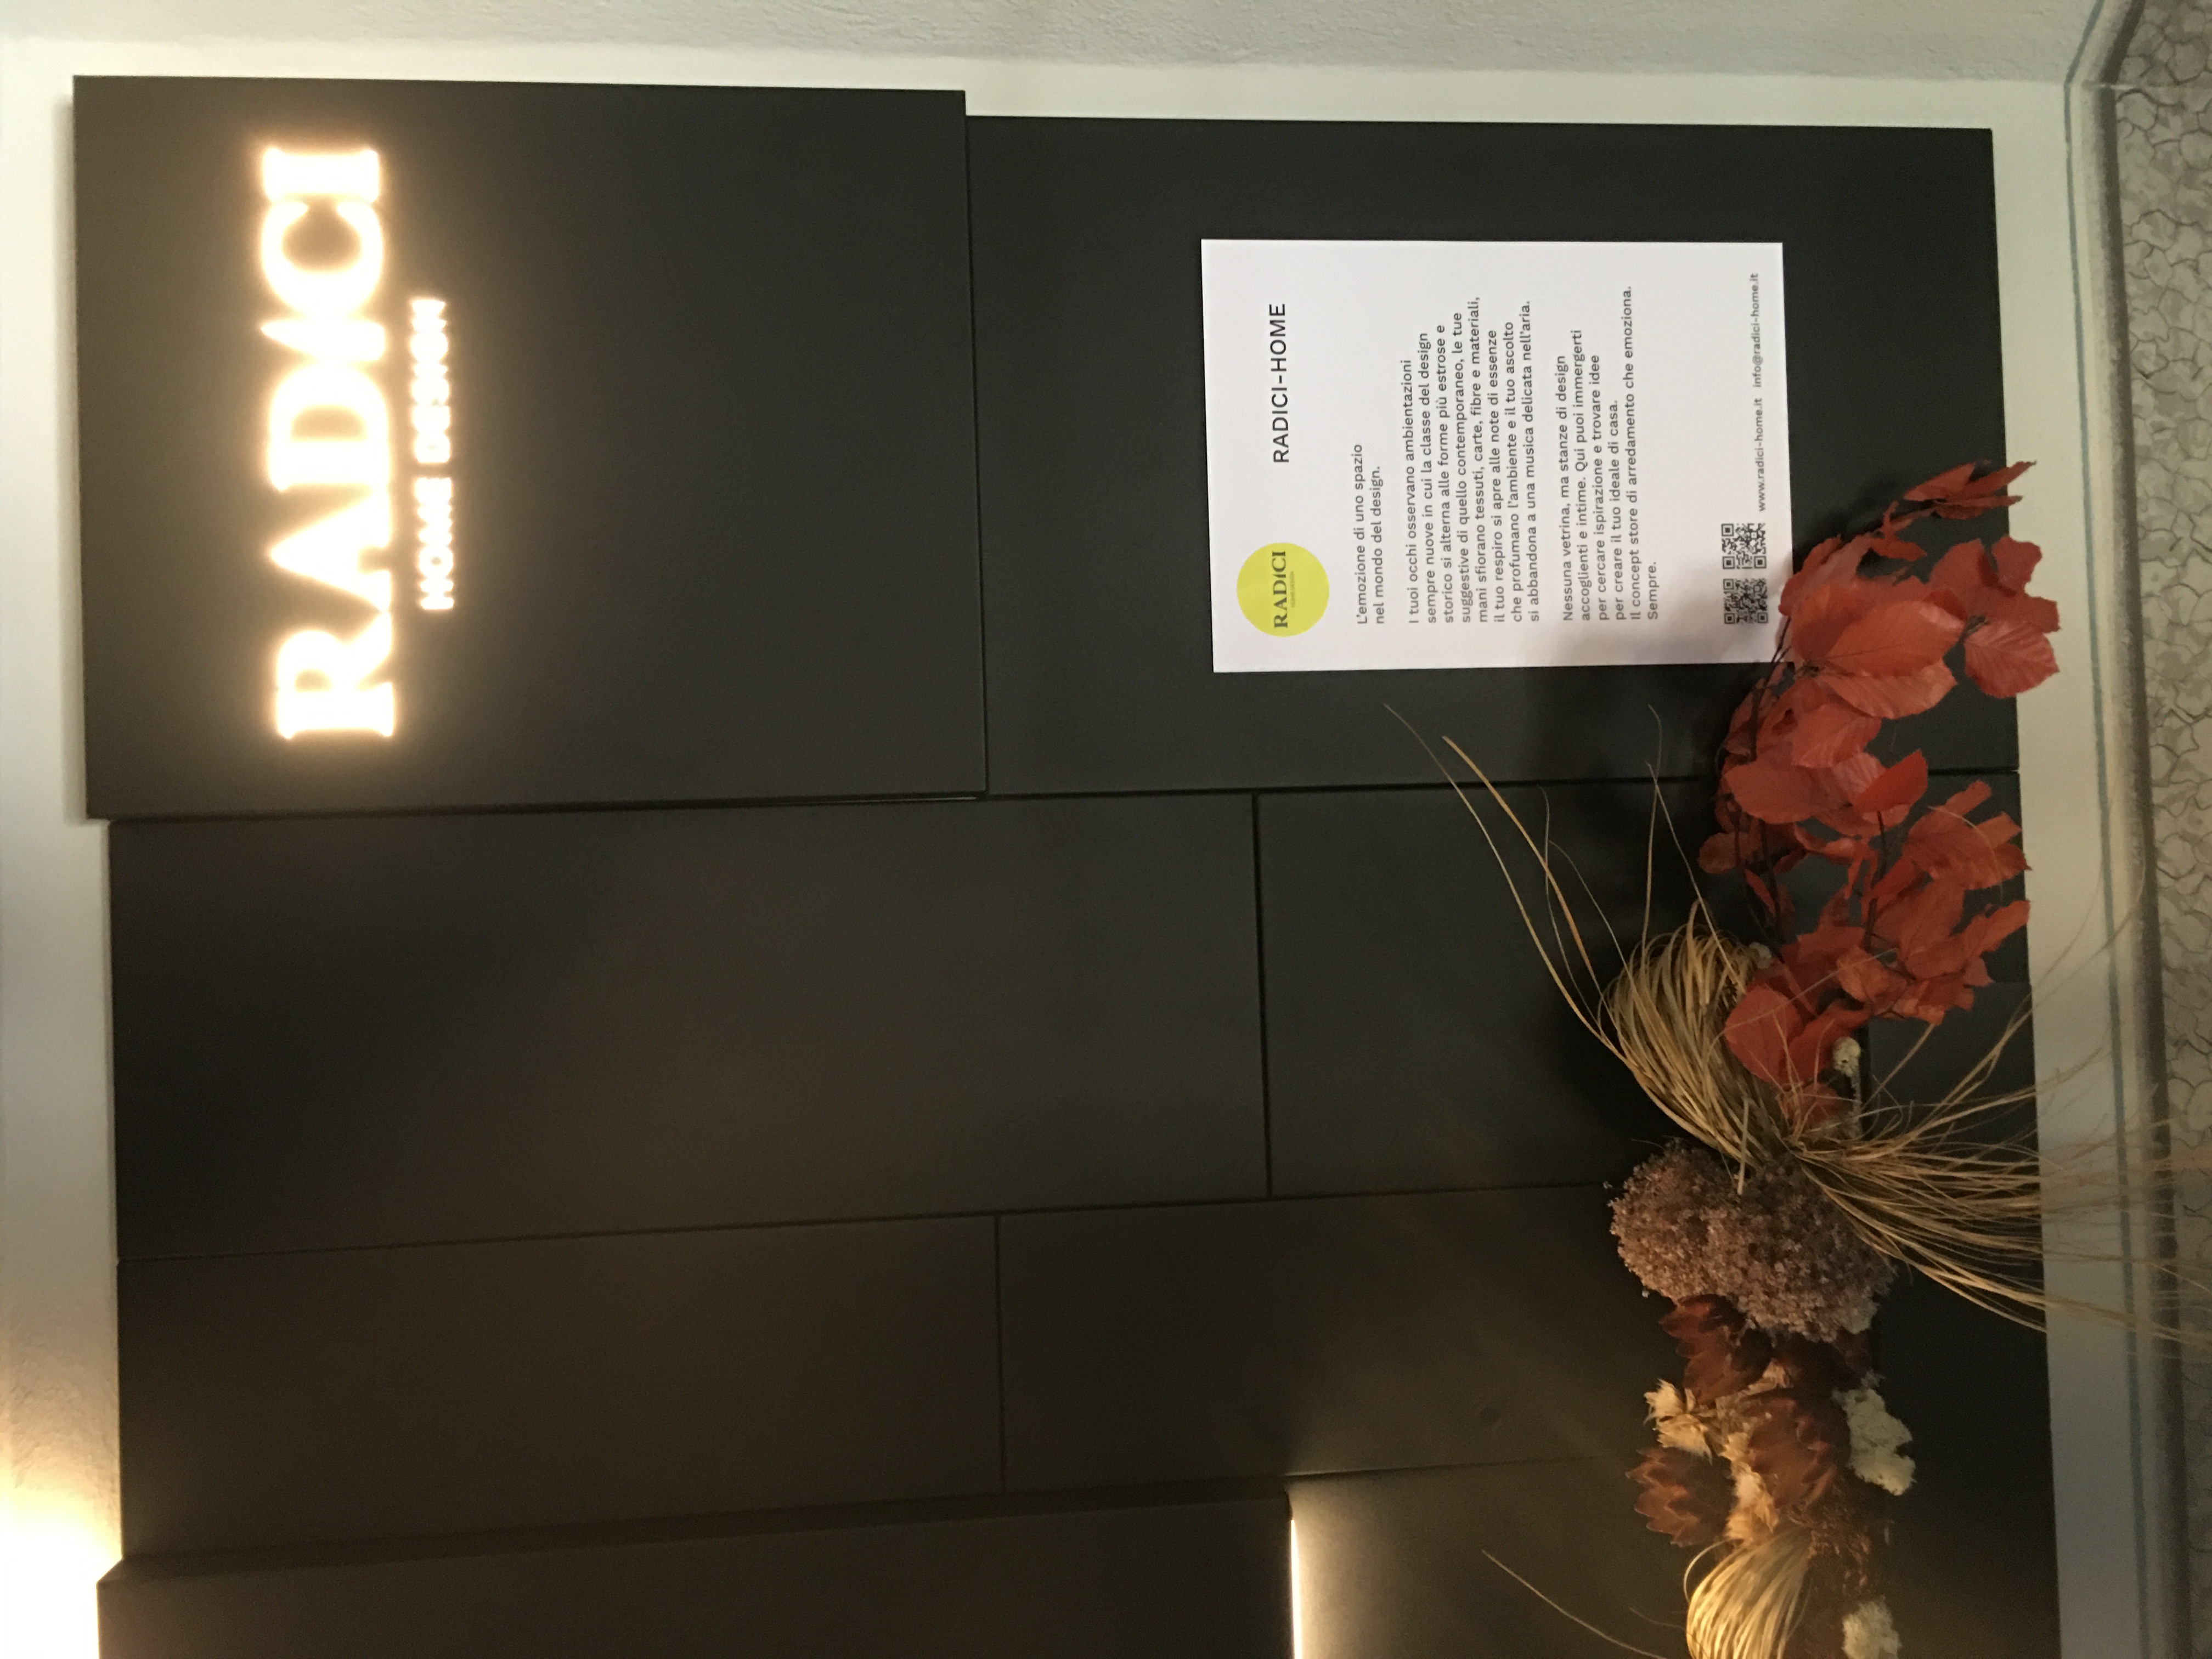 RADICI
HOME DESIGN
RADICI
HOME DESIGN
RADICI-HOME
L'emozione di uno spazio
nel mondo del design.
I tuoi occhi osservano ambientazioni
sempre nuove in cui la classe del design
storico si alterna alle forme più estrose e
suggestive di quello contemporaneo, le tue
mani sfiorano tessuti, carte, fibre e materiali,
il tuo respiro si apre alle note di essenze
che profumano l'ambiente e il tuo ascolto
si abbandona a una musica delicata nell'aria.
Nessuna vetrina, ma stanze di design
accoglienti e intime. Qui puoi immergerti
per cercare ispirazione e trovare idee
per creare il tuo ideale di casa.
Il concept store di arredamento che emoziona.
Sempre.
www.radici-home.it info@radici-home.it